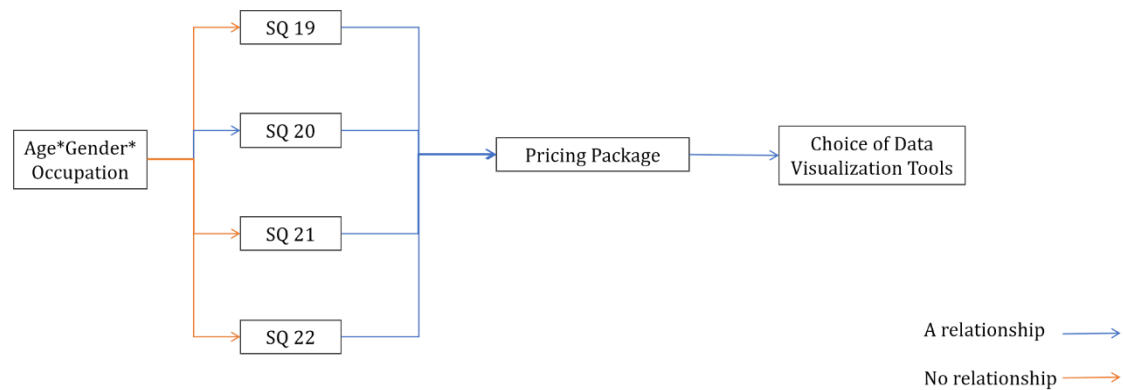 SQ 19
SQ 20
Age*Gender*
Occupation
Pricing Package
Choice of Data
Visualization Tools
SQ 21
SQ 22
A relationship
No relationship